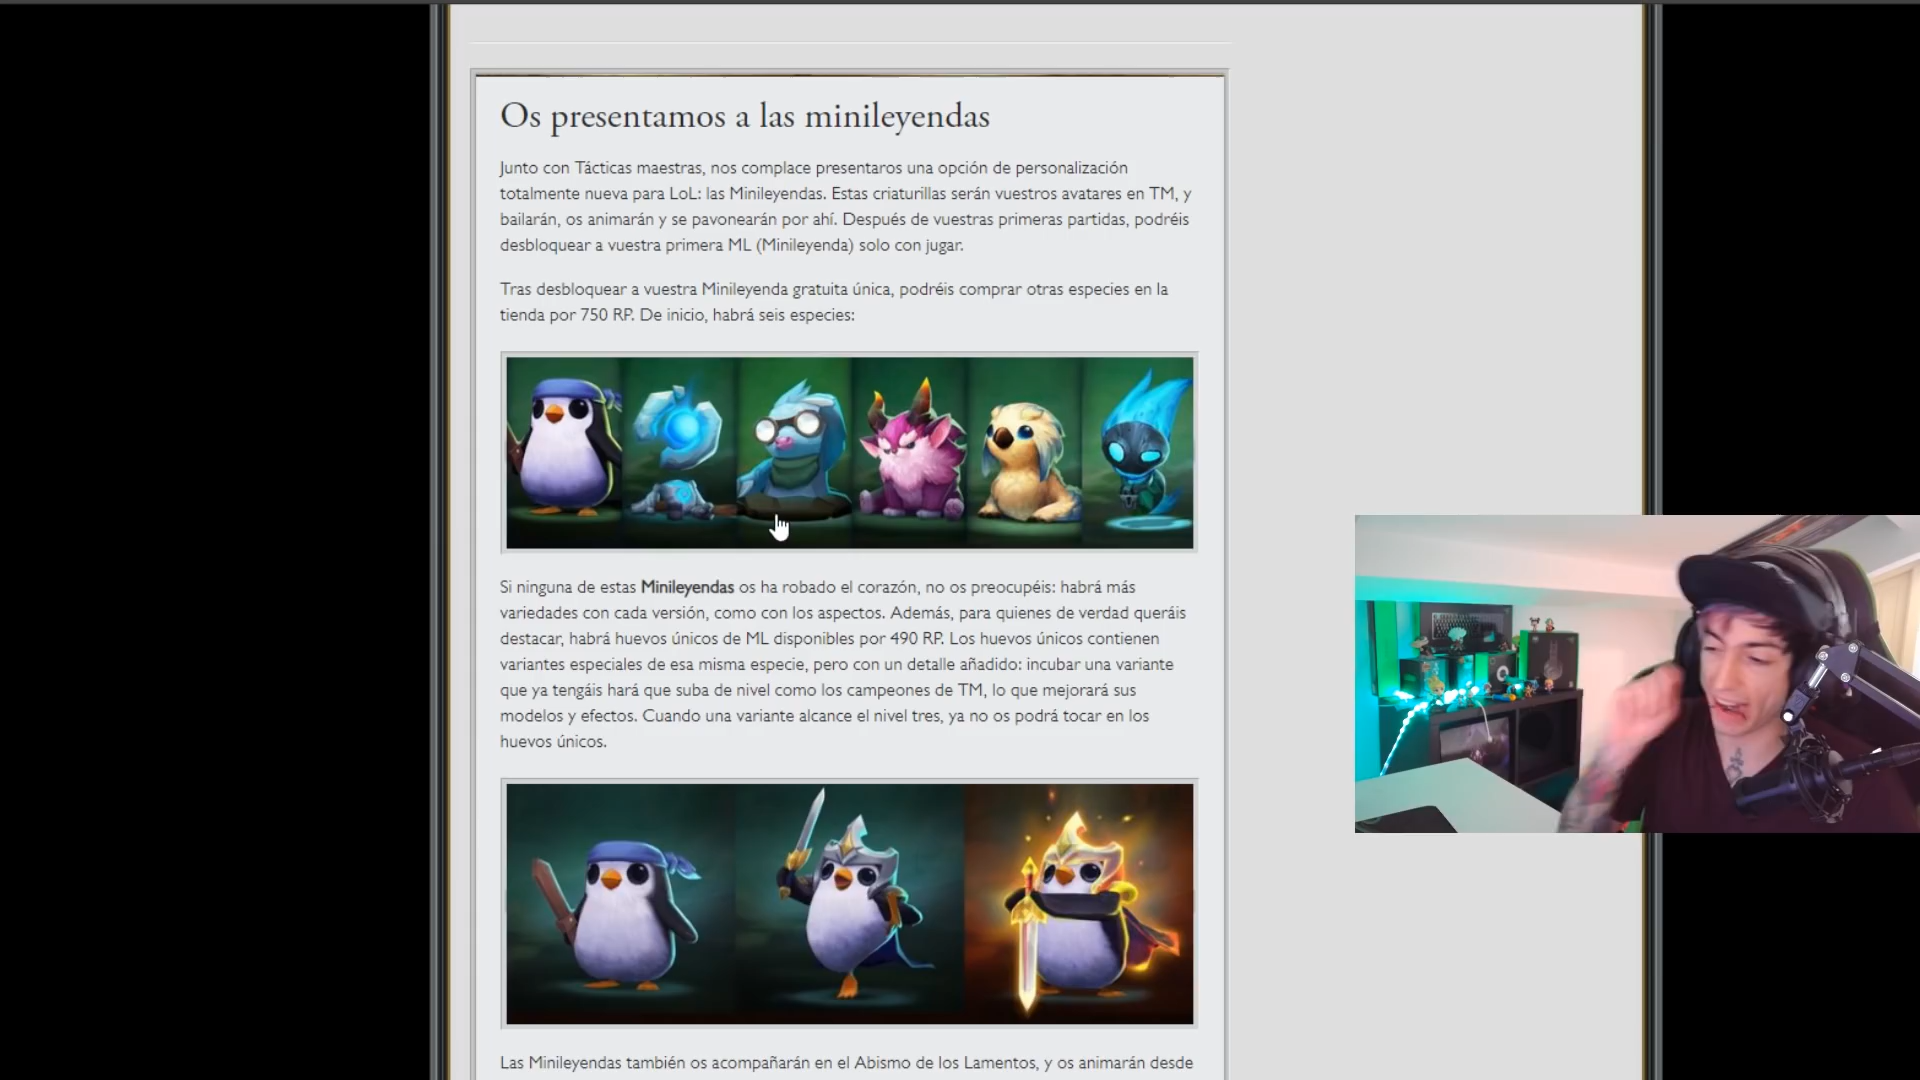 Os presentamos a las minileyendas
Junto con Tácticas maestras, nos complace presentaros una opción de personalización
totalmente nueva para LoL: las Minileyendas. Estas criaturillas serán vuestros avatares en TM, y
bailarán, os animarán y se pavonearán por ahí. Después de vuestras primeras partidas, podréis
desbloquear a vuestra primera ML (Minileyenda) solo con jugar.
Tras desbloquear a vuestra Minileyenda gratuita única, podréis comprar otras especies en la
tienda por 750 RP. De inicio, habrá seis especies:
Si ninguna de estas Minileyendas os ha robado el corazón, no os preocupéis: habrá más
variedades con cada versión, como con los aspectos. Además, para quienes de verdad queráis
destacar, habrá huevos únicos de ML disponibles por 490 RP. Los huevos únicos contienen
variantes especiales de esa misma especie, pero con un detalle añadido: incubar una variante
que ya tengáis hará que suba de nivel como los campeones de TM, lo que mejorará sus
modelos y efectos. Cuando una variante alcance el nivel tres, ya no os podrá tocar en los
huevos únicos.
Las Minileyendas también os acompañarán en el Abismo de los Lamentos, y os animarán desde